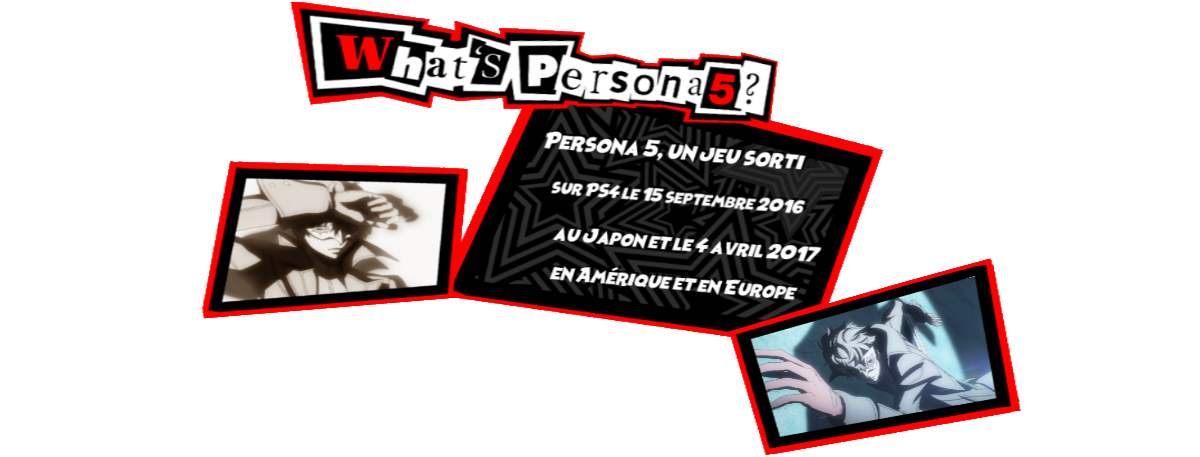 What's Persona5?
Persona 5, un jeu sorti
sur PS4 le 15 septembre 2016
au Japon et le 4 avril 2017
en Amérique et en Europe